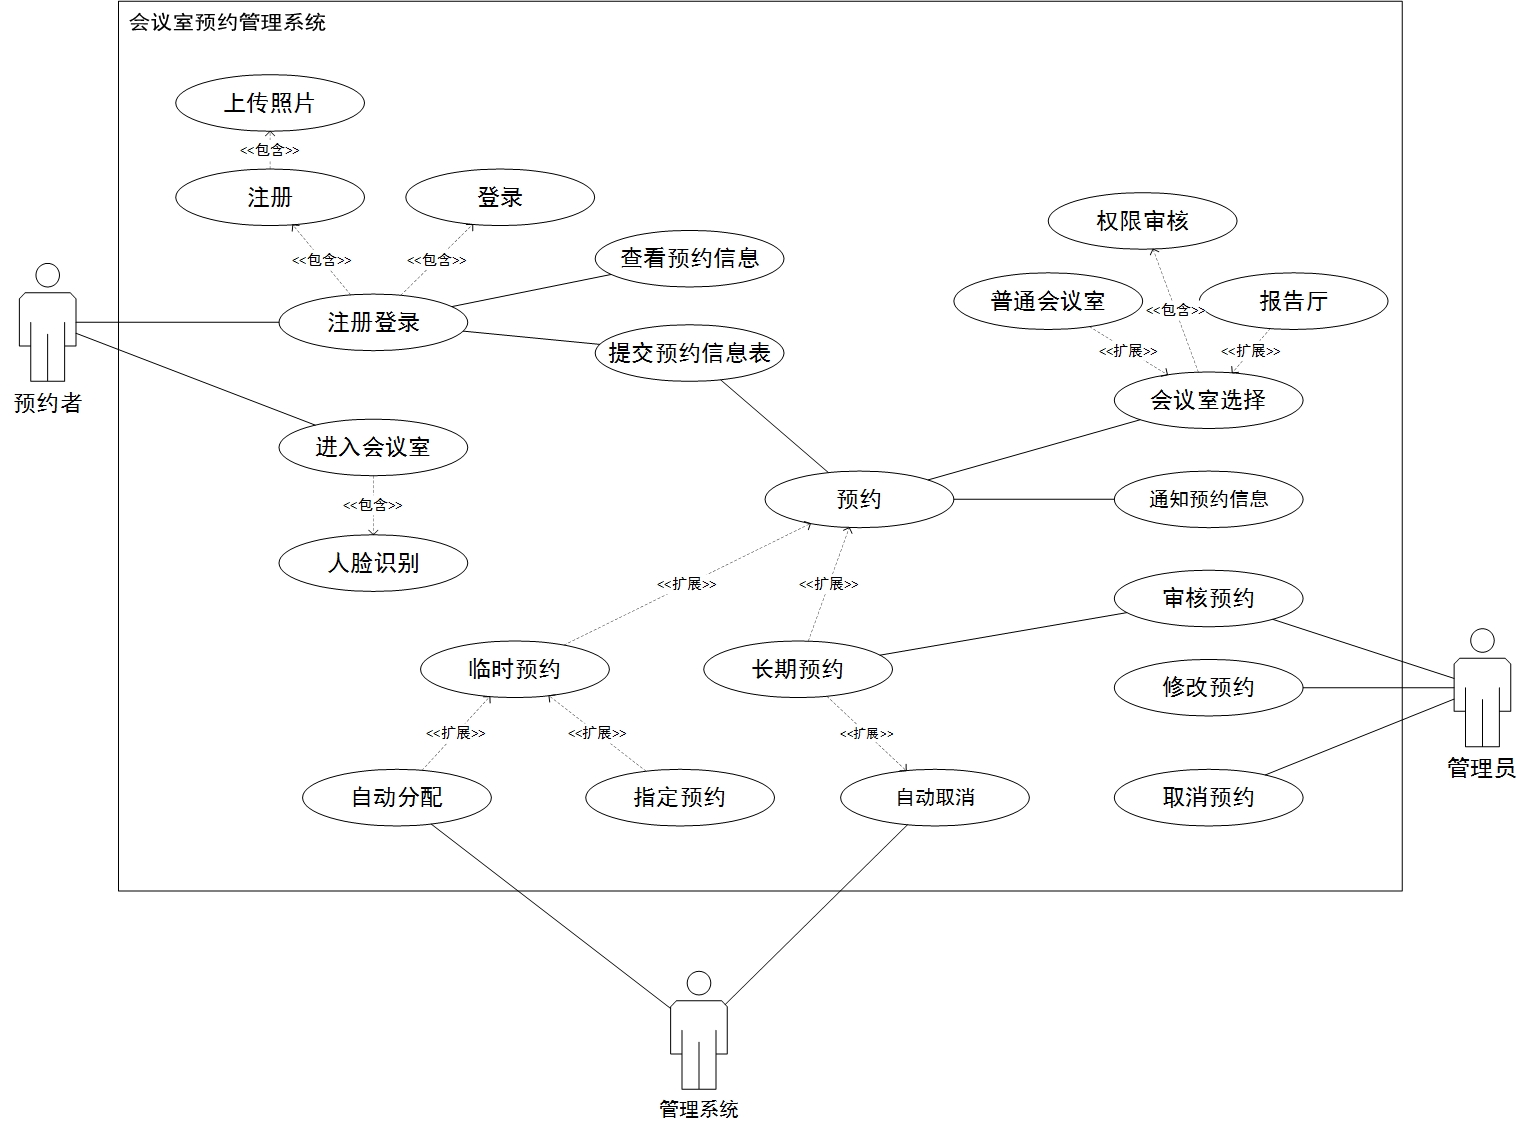 会议室预约管理系统
上传照片
<<包含>>
注册
登录
权限审核
<<包含>>
<<包含>>
查看预约信息
普通会议室
<<包含>>
报告厅
注册登录
提交预约信息表
<<扩展>>
<<扩展>>
预约者
会议室选择
进入会议室
<<包含>>
预约
通知预约信息
人脸识别
<<扩展>>
<<扩展>>
审核预约
临时预约
长期预约
修改预约
<<扩展>>
<<扩展>>
<<扩展>>
管理员
自动分配
指定预约
自动取消
取消预约
管理系统